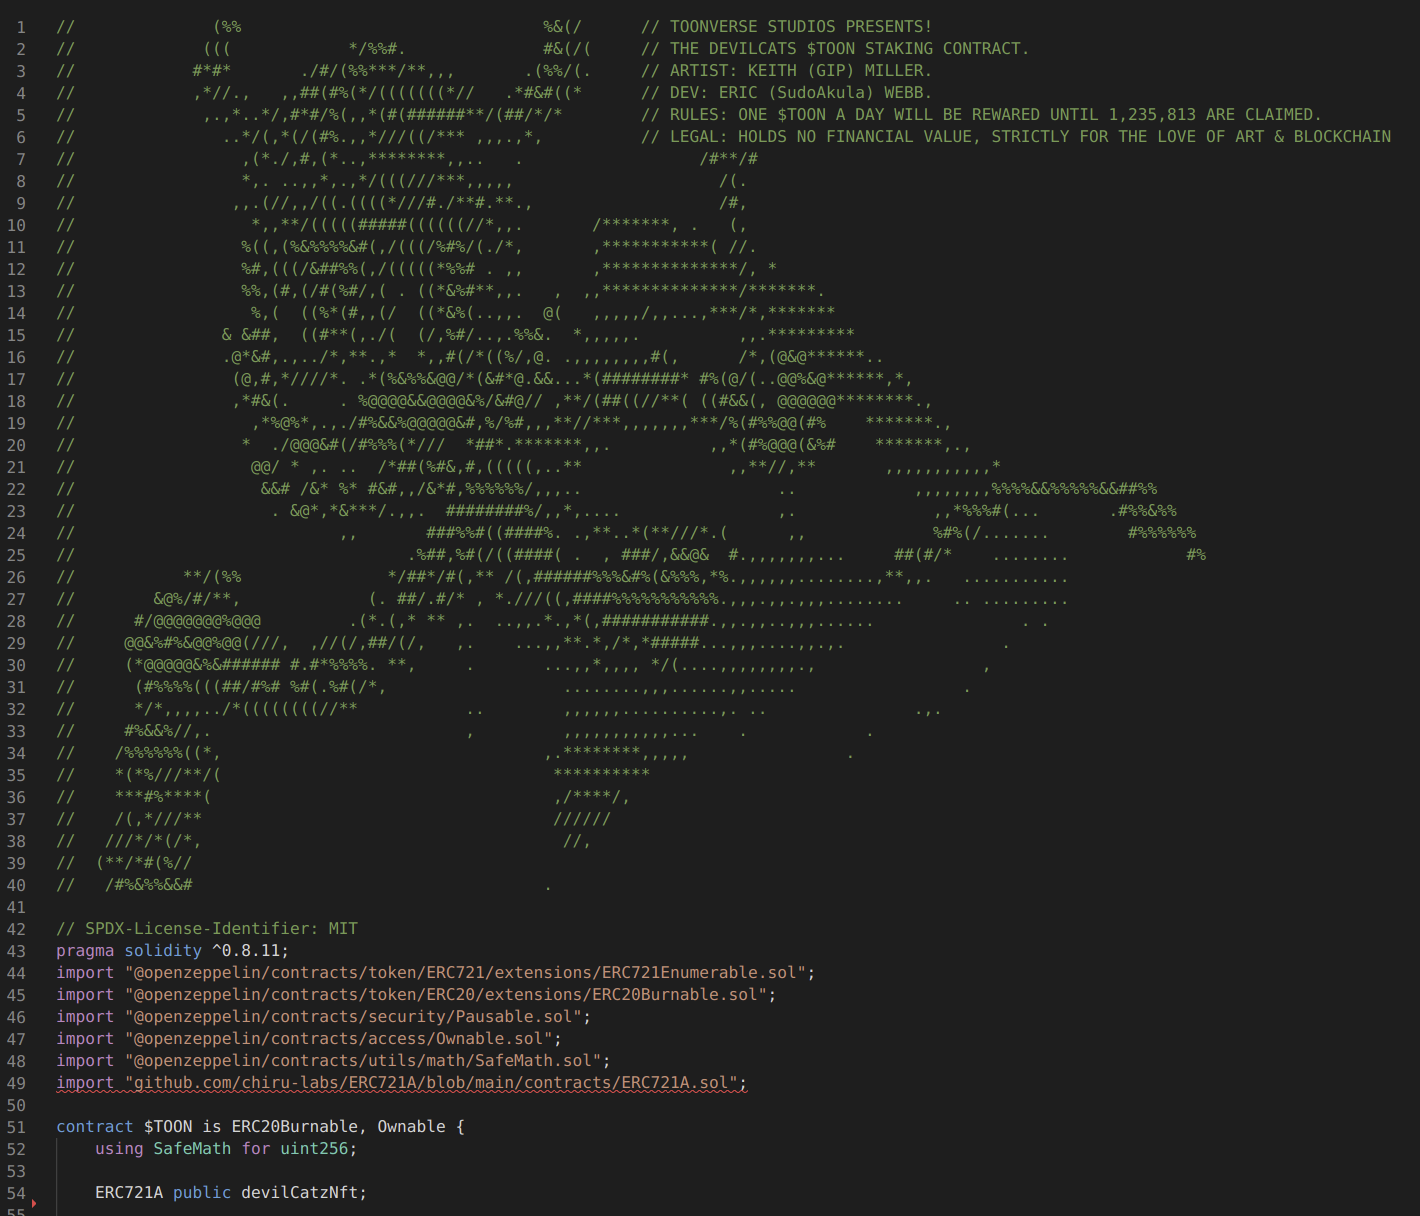 1 // // TOONVERSE STUDIOS PRESENTS!
2 // // THE DEVILCATS $TOON STAKING CONTRACT.
3 // // ARTIST: KEITH (GIP) MILLER.
4 // // DEV: ERIC (SudoAkula) WEBB.
5 // // RULES: ONE $TOON A DAY WILL BE REWARED UNTIL 1,235,813 ARE CLAIMED.
6 // // LEGAL: HOLDS NO FINANCIAL VALUE, STRICTLY FOR THE LOVE OF ART & BLOCKCHAIN
7 //
8 //
9 //
10 //
11 //
12 //
13 //
14 //
15 //
16 //
17 //
18 //
19 //
20 //
21 //
22 //
23 //
24 //
25 //
26 //
27 //
28 //
29 //
30 //
31 //
32 //
33 //
34 //
35 //
36 //
37 //
38 //
39 //
40 //
41
42 // SPDX-License-Identifier: MIT
43 pragma solidity ^0.8.11;
44 import "@openzeppelin/contracts/token/ERC721/extensions/ERC721Enumerable.sol";
45 import "@openzeppelin/contracts/token/ERC20/extensions/ERC20Burnable.sol";
46 import "@openzeppelin/contracts/security/Pausable.sol";
47 import "@openzeppelin/contracts/access/Ownable.sol";
48 import "@openzeppelin/contracts/utils/math/SafeMath.sol";
49 import "github.com/chiru-labs/ERC721A/blob/main/contracts/ERC721A.sol";
50
51 contract $TOON is ERC20Burnable, Ownable {
52 using SafeMath for uint256;
53
54 ERC721A public devilCatzNft;
55